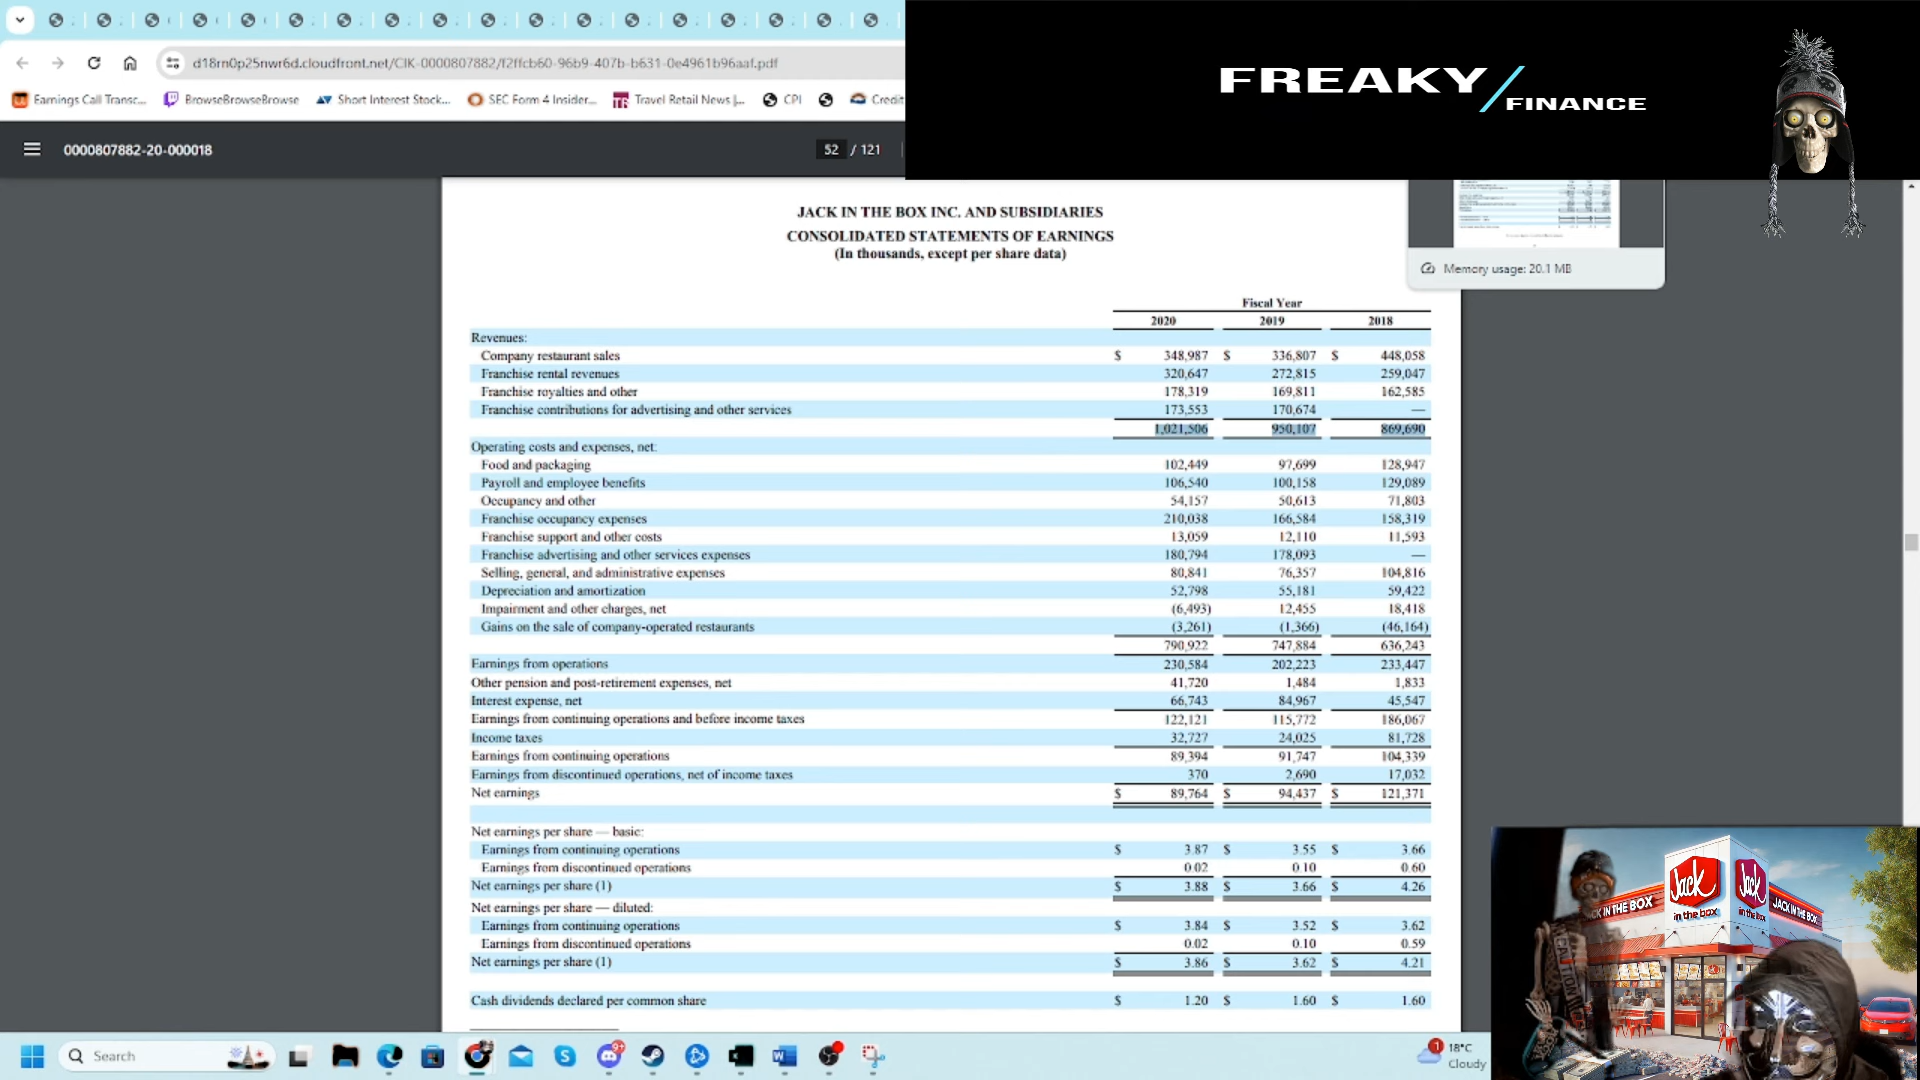 d18rn0p25nwr6d.cloudfront.net/CIK-0000807882/f2ffcb60-96b9-407b-b631-0e4961b96aaf.pdf
Earnings Call Transc... BrowseBrowseBrowse Short Interest Stock... SEC Form 4 Insider... Travel Retail News |... CPI Credit
FREAKY/FINANCE
0000807882-20-000018 52 / 121
JACK IN THE BOX INC. AND SUBSIDIARIES
CONSOLIDATED STATEMENTS OF EARNINGS
(In thousands, except per share data)
Memory usage: 20.1 MB
Fiscal Year
2020 2019 2018
Revenues:
Company restaurant sales $ 348,987 $ 336,807 $ 448,058
Franchise rental revenues 320,647 272,815 259,047
Franchise royalties and other 178,319 169,811 162,585
Franchise contributions for advertising and other services 173,553 170,674 —
1,021,506 950,107 869,690
Operating costs and expenses, net:
Food and packaging 102,449 97,699 128,947
Payroll and employee benefits 106,540 100,158 129,089
Occupancy and other 54,157 50,613 71,803
Franchise occupancy expenses 210,038 166,584 158,319
Franchise support and other costs 13,059 12,110 11,593
Franchise advertising and other services expenses 180,794 178,093 —
Selling, general, and administrative expenses 80,841 76,357 104,816
Depreciation and amortization 52,798 55,181 59,422
Impairment and other charges, net (6,493) 12,455 18,418
Gains on the sale of company-operated restaurants (3,261) (1,366) (46,164)
790,922 747,884 636,243
Earnings from operations 230,584 202,223 233,447
Other pension and post-retirement expenses, net 41,720 1,484 1,833
Interest expense, net 66,743 84,967 45,547
Earnings from continuing operations and before income taxes 122,121 115,772 186,067
Income taxes 32,727 24,025 81,728
Earnings from continuing operations 89,394 91,747 104,339
Earnings from discontinued operations, net of income taxes 370 2,690 17,032
Net earnings $ 89,764 $ 94,437 $ 121,371
Net earnings per share — basic:
Earnings from continuing operations $ 3.87 $ 3.55 $ 3.66
Earnings from discontinued operations 0.02 0.10 0.60
Net earnings per share (1) $ 3.88 $ 3.66 $ 4.26
Net earnings per share — diluted:
Earnings from continuing operations $ 3.84 $ 3.52 $ 3.62
Earnings from discontinued operations 0.02 0.10 0.59
Net earnings per share (1) $ 3.86 $ 3.62 $ 4.21
Cash dividends declared per common share $ 1.20 $ 1.60 $ 1.60
Jack in the box
Jack in the box
CK IN THE BOX
JACK IN THE BOX
CAUTION
Search
1 18°C
Cloudy